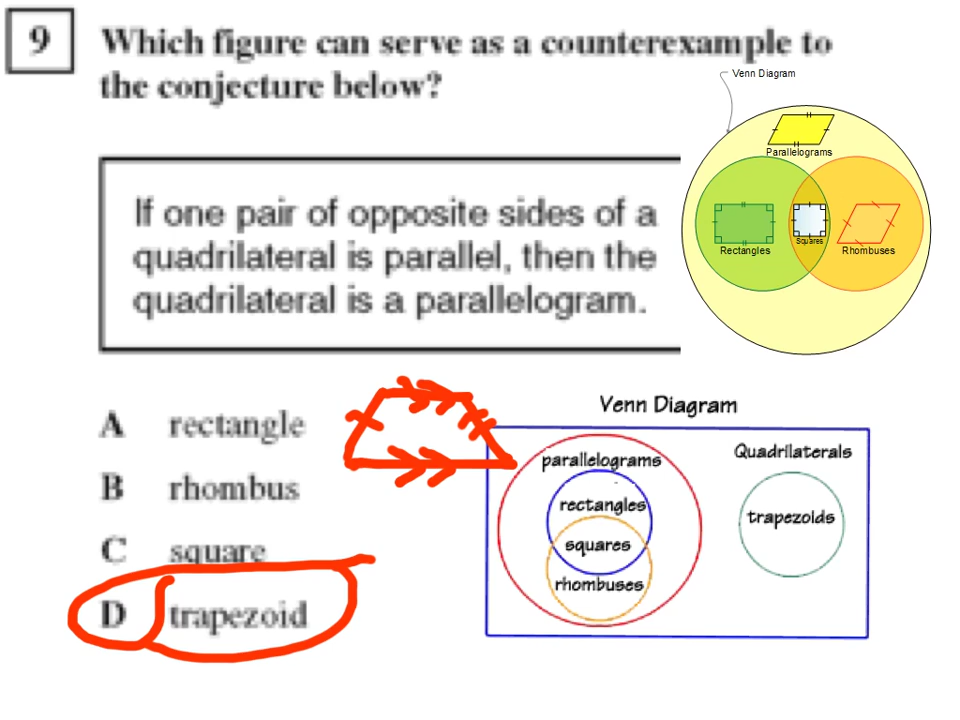 9
Which figure can serve as a counterexample to
the conjecture below?
Venn Diagram
Parallelograms
Rectangles
Squares
Rhombuses
If one pair of opposite sides of a
quadrilateral is parallel, then the
quadrilateral is a parallelogram.
A rectangle
B rhombus
C square
D trapezoid
Venn Diagram
Quadrilaterals
parallelograms
rectangles
squares
rhombuses
trapezoids